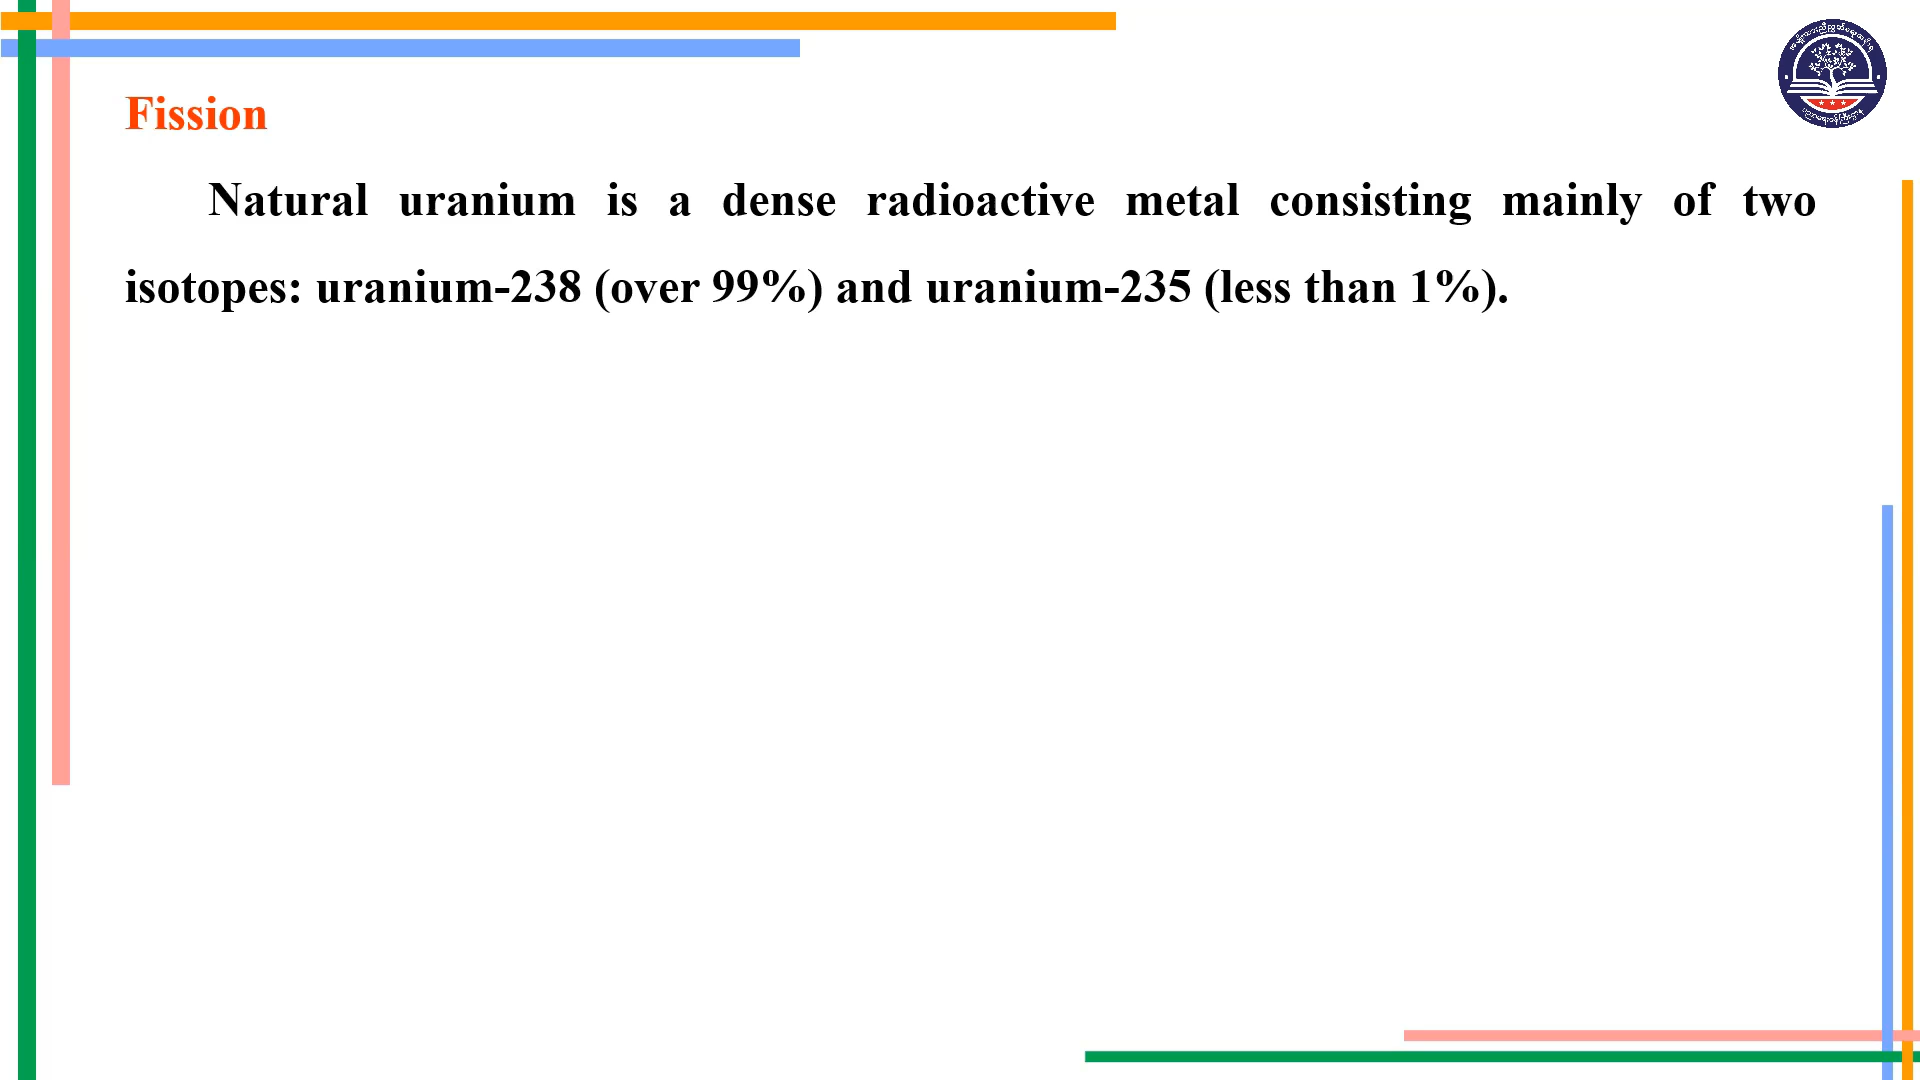 Fission
Natural uranium is a dense radioactive metal consisting mainly of two
isotopes: uranium-238 (over 99%) and uranium-235 (less than 1%).